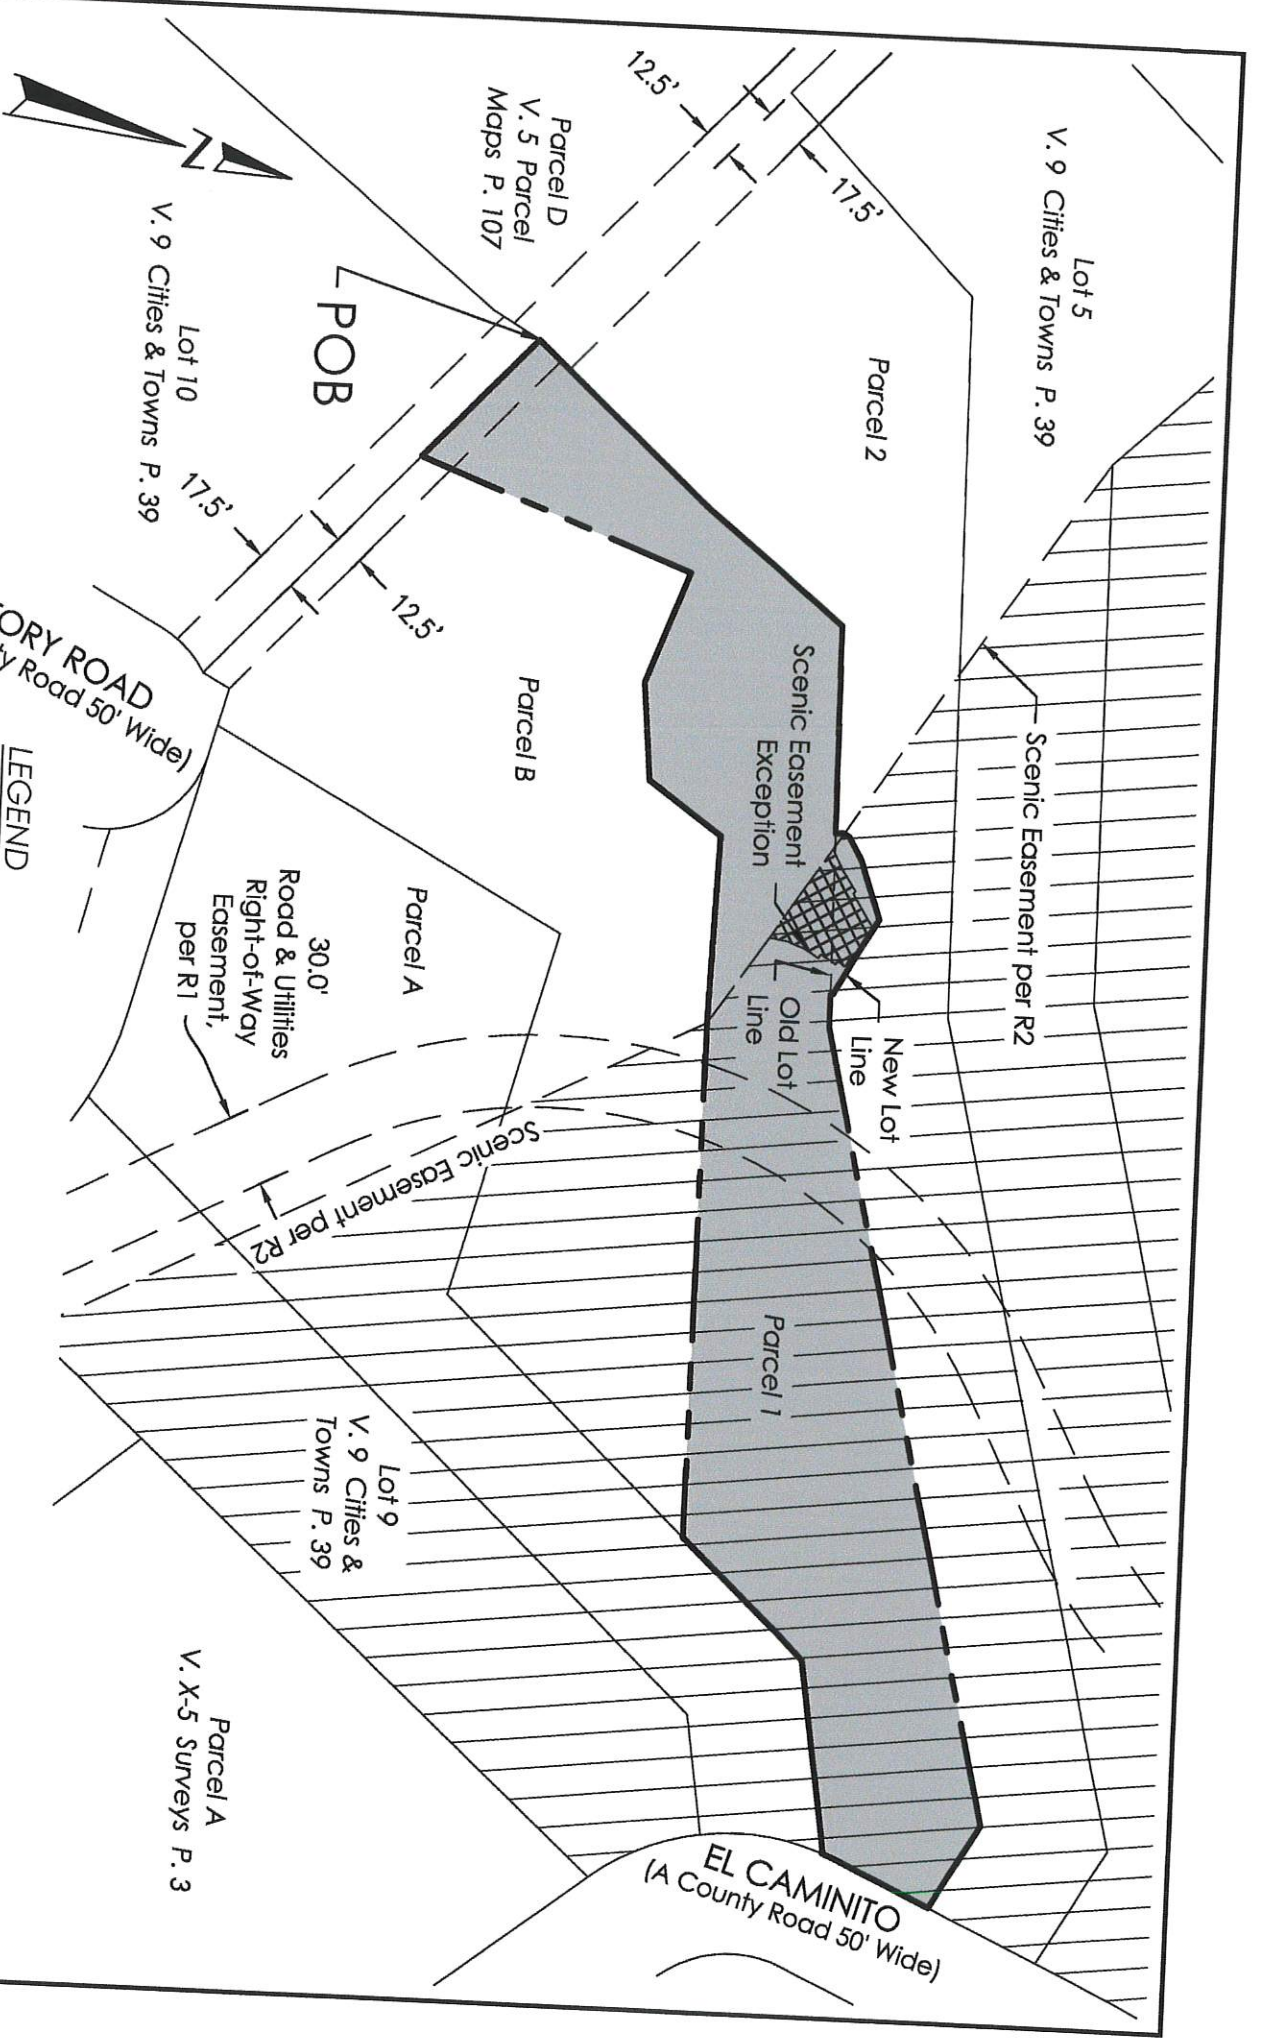 Lot 5
V. 9 Cities & Towns P. 39
12.5'
17.5'
Parcel D
V. 5 Parcel
Maps P. 107
Parcel 2
Scenic Easement per R2
N
POB
Lot 10
V. 9 Cities & Towns P. 39
17.5'
12.5'
Scenic Easement
Exception
New Lot
Line
Old Lot
Line
Parcel B
Parcel 1
Parcel A
30.0'
Road & Utilities
Right-of-Way
Easement,
per R1
Scenic Easement per R2
ORY ROAD
ty Road 50' Wide)
LEGEND
Lot 9
V. 9 Cities &
Towns P. 39
EL CAMINITO
(A County Road 50' Wide)
Parcel A
V. X-5 Surveys P. 3